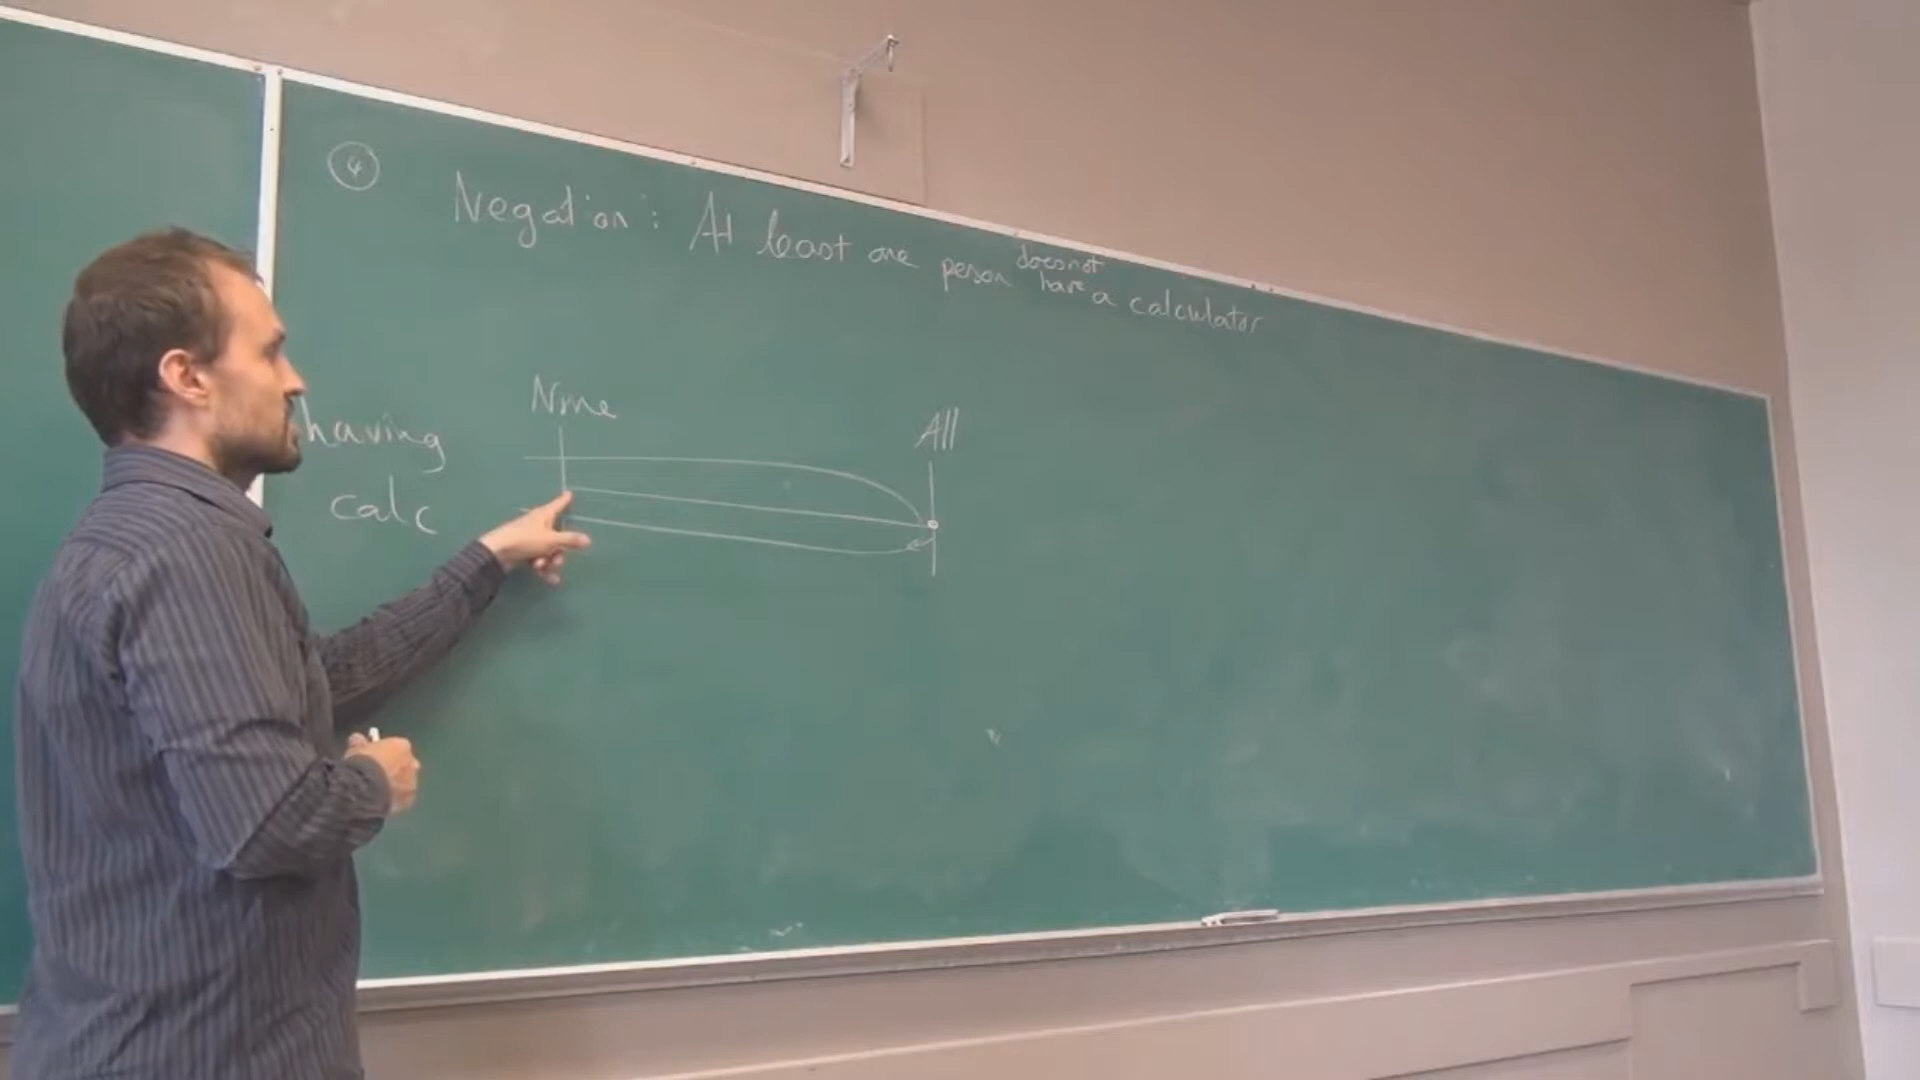 4
Negation: At least one person does not have a calculator
None
All
having
calc